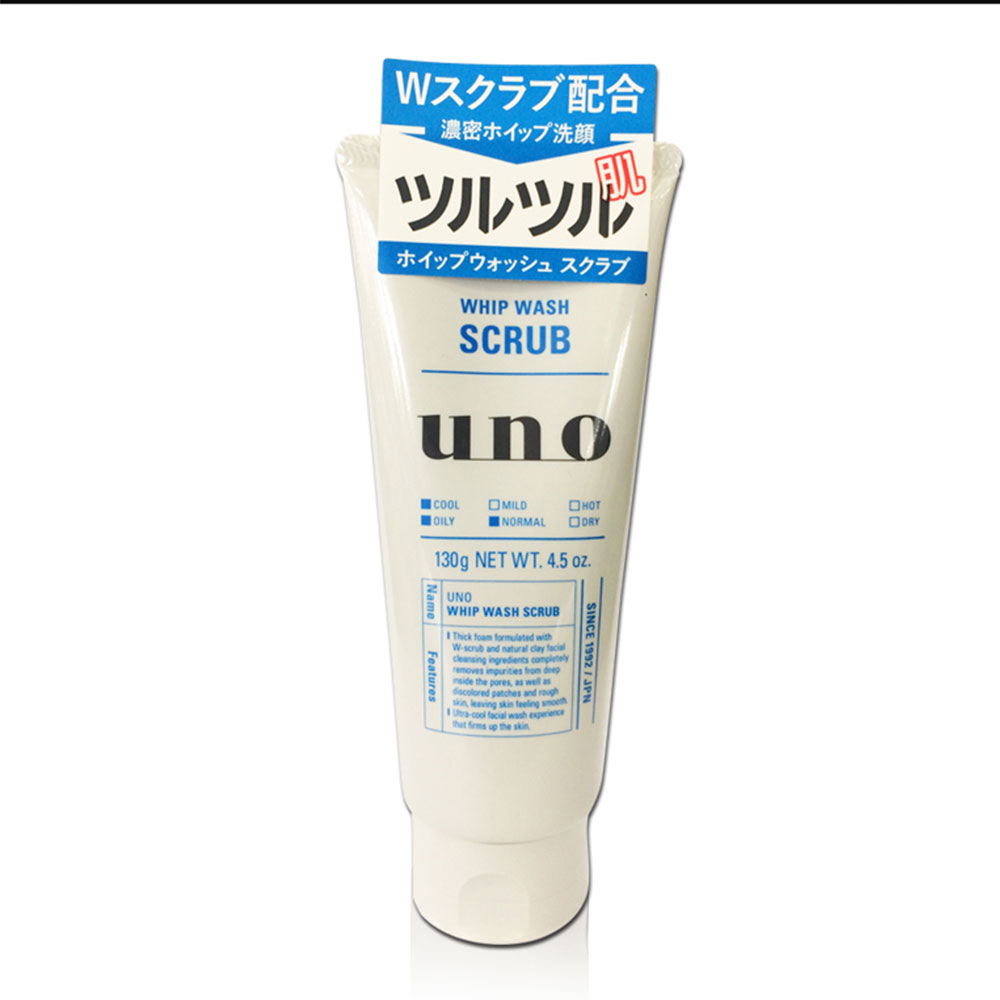 Wスクラブ配合
濃密ホイップ洗顔
ツルツル肌
ホイップウォッシュ スクラブ
WHIP WASH
SCRUB
uno
COOL MILD HOT
OILY NORMAL DRY
130g NET WT. 4.5 oz.
Name
UNO
WHIP WASH SCRUB
Features
Thick foam formulated with
W-scrub and natural clay facial
cleansing ingredients completely
removes impurities from deep
inside the pores, as well as
discolored patches and rough
skin, leaving skin feeling smooth.
Ultra-cool facial wash experience
that firms up the skin.
SINCE 1992 / JPN